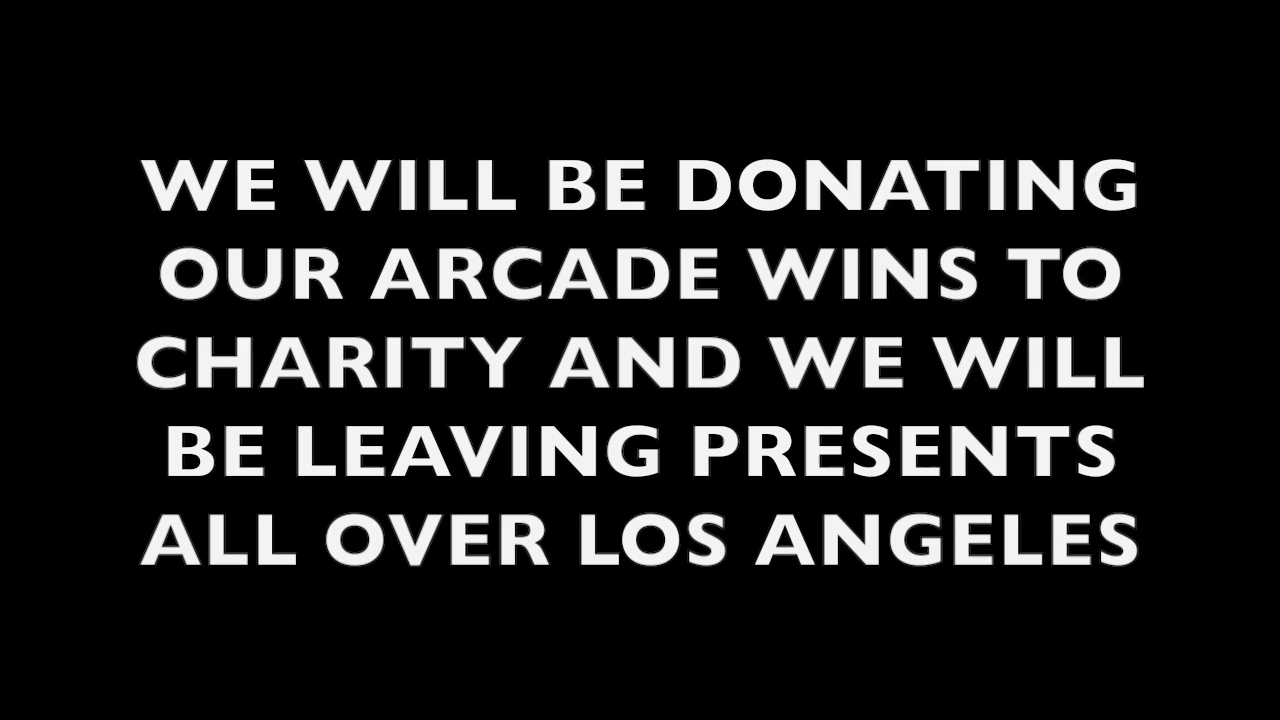 WE WILL BE DONATING
OUR ARCADE WINS TO
CHARITY AND WE WILL
BE LEAVING PRESENTS
ALL OVER LOS ANGELES